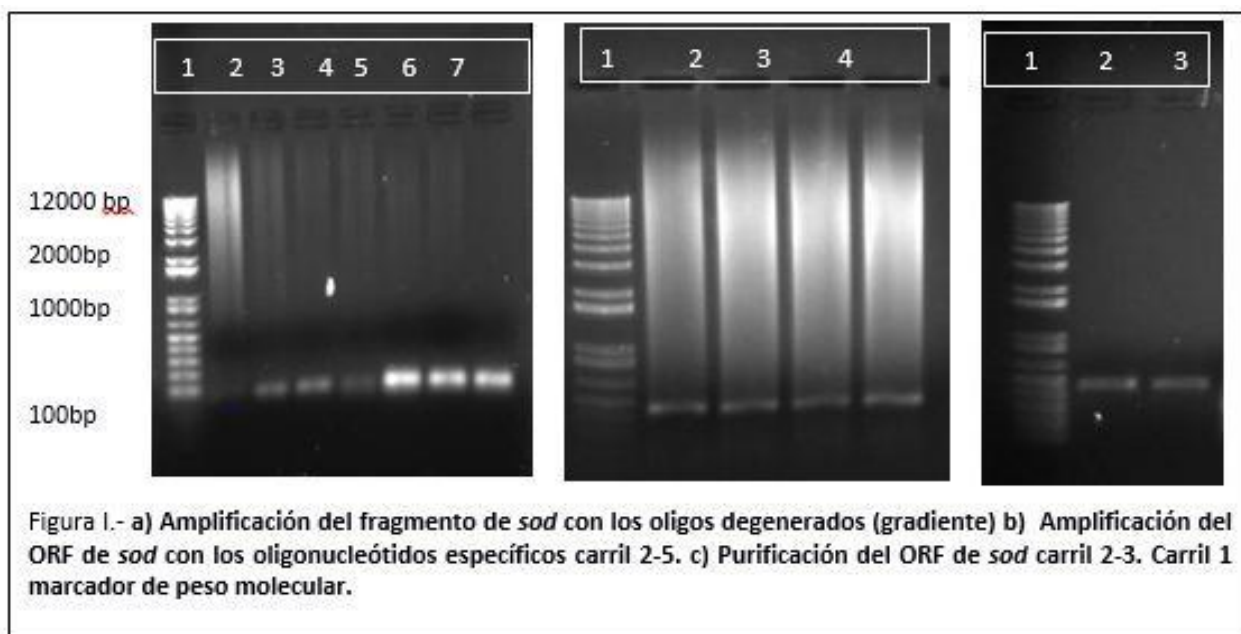 1 2 3 4 5 6 7
1 2 3 4
1 2 3
12000 bp
2000bp
1000bp
100bp
Figura I.- a) Amplificación del fragmento de sod con los oligos degenerados (gradiente) b) Amplificación del
ORF de sod con los oligonucleótidos específicos carril 2-5. c) Purificación del ORF de sod carril 2-3. Carril 1
marcador de peso molecular.